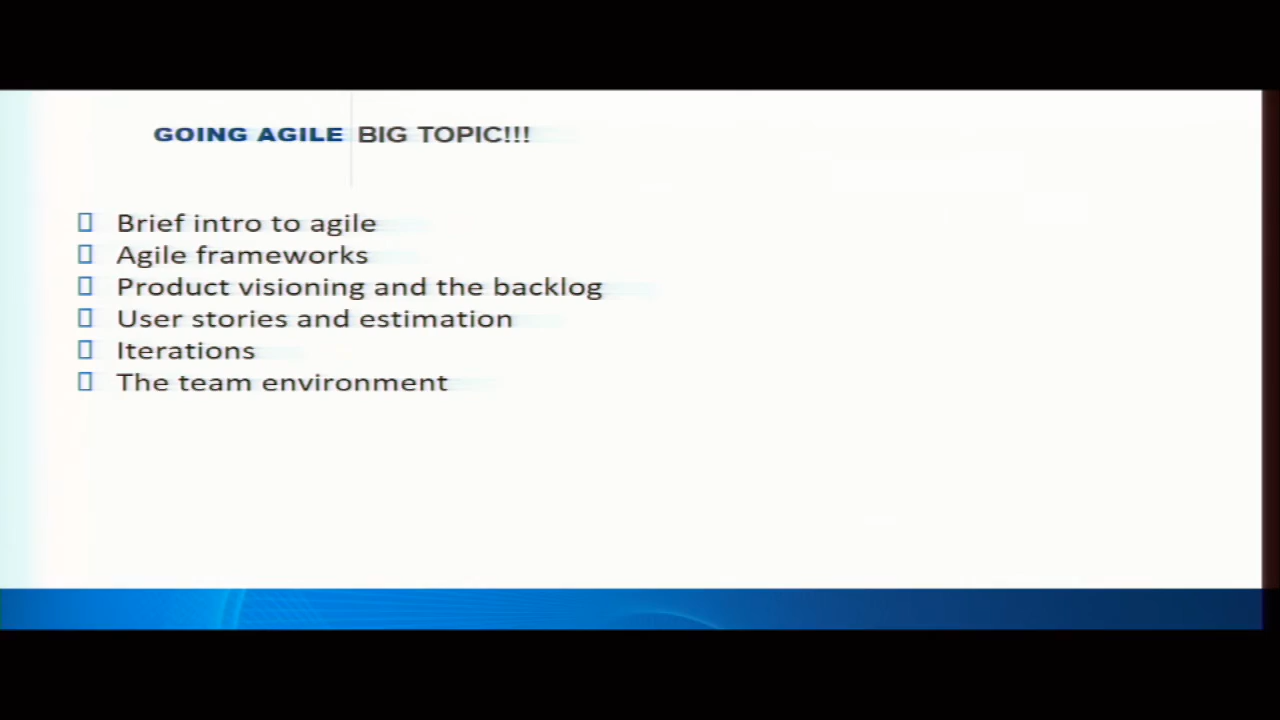 GOING AGILE BIG TOPIC!!!
Brief intro to agile
Agile frameworks
Product visioning and the backlog
User stories and estimation
Iterations
The team environment